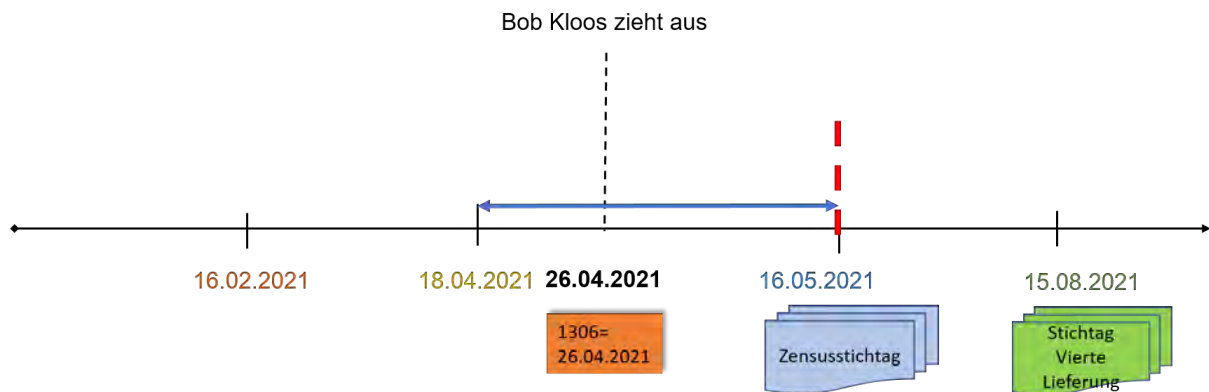 Bob Kloos zieht aus
16.02.2021
18.04.2021
26.04.2021
16.05.2021
15.08.2021
1306=
26.04.2021
Zensusstichtag
Stichtag
Vierte
Lieferung